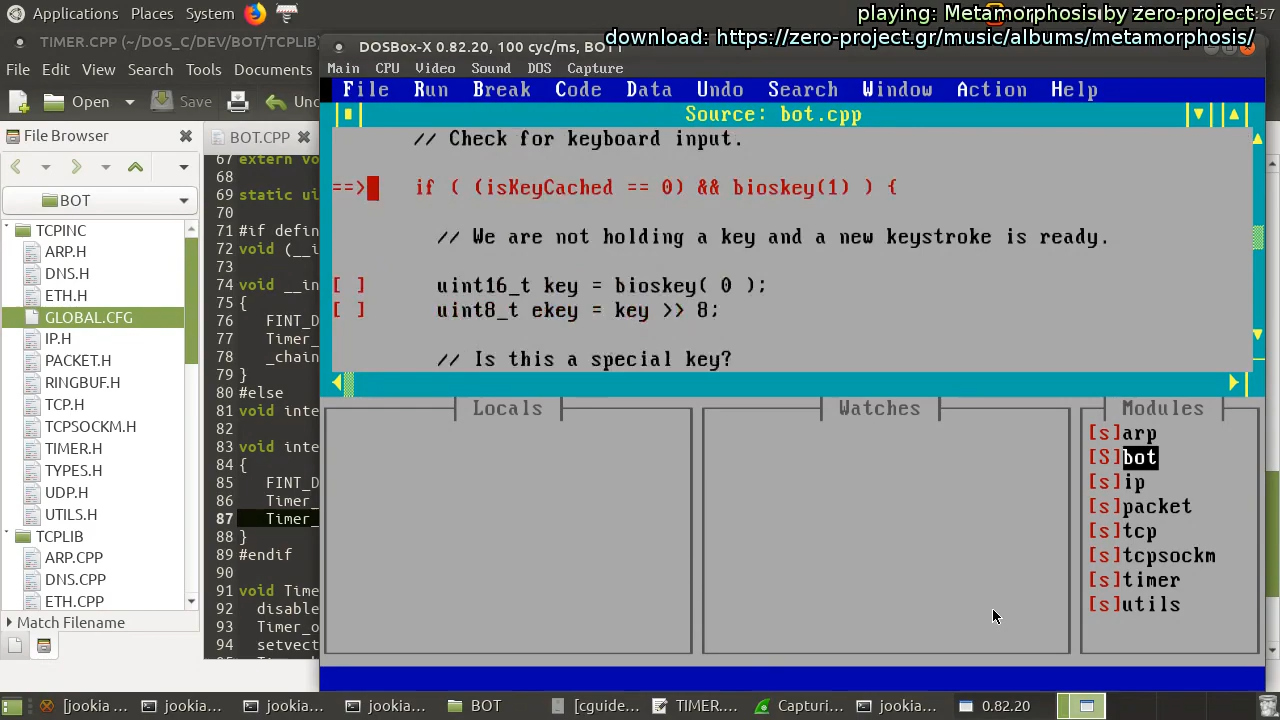 Applications Places System
:57
playing: Metamorphosis by zero-project
download: https://zero-project.gr/music/albums/metamorphosis/
TIMER.CPP (~/DOS_C/DEV/BOT/TCPLIB)
File Edit View Search Tools Documents
Open Save Undo
File Browser
BOT.CPP
BOT
TCPINC
ARP.H
DNS.H
ETH.H
GLOBAL.CFG
IP.H
PACKET.H
RINGBUF.H
TCP.H
TCPSOCKM.H
TIMER.H
TYPES.H
UDP.H
UTILS.H
TCPLIB
ARP.CPP
DNS.CPP
ETH.CPP
Match Filename
67 extern vo
68
69 static ui
70
71 #if defin
72 void (__i
73
74 void __in
75 {
76 FINT_D
77 Timer_
78 _chain
79 }
80 #else
81 void inte
82
83 void inte
84 {
85 FINT_D
86 Timer_
87 Timer_
88 }
89 #endif
90
91 void Time
92 disable
93 Timer_o
94 setvect
DOSBox-X 0.82.20, 100 cyc/ms, BOT
Main CPU Video Sound DOS Capture
File Run Break Code Data Undo Search Window Action Help
Source: bot.cpp
// Check for keyboard input.
==> if ( (isKeyCached == 0) && bioskey(1) ) {
// We are not holding a key and a new keystroke is ready.
[ ] uint16_t key = bioskey( 0 );
[ ] uint8_t ekey = key >> 8;
// Is this a special key?
Locals
Watches
Modules
[s]arp
[S]bot
[s]ip
[s]packet
[s]tcp
[s]tcpsockm
[s]timer
[s]utils
[jookia ... jookia... jookia... jookia... BOT [cguide... TIMER.... Capturi... jookia... 0.82.20